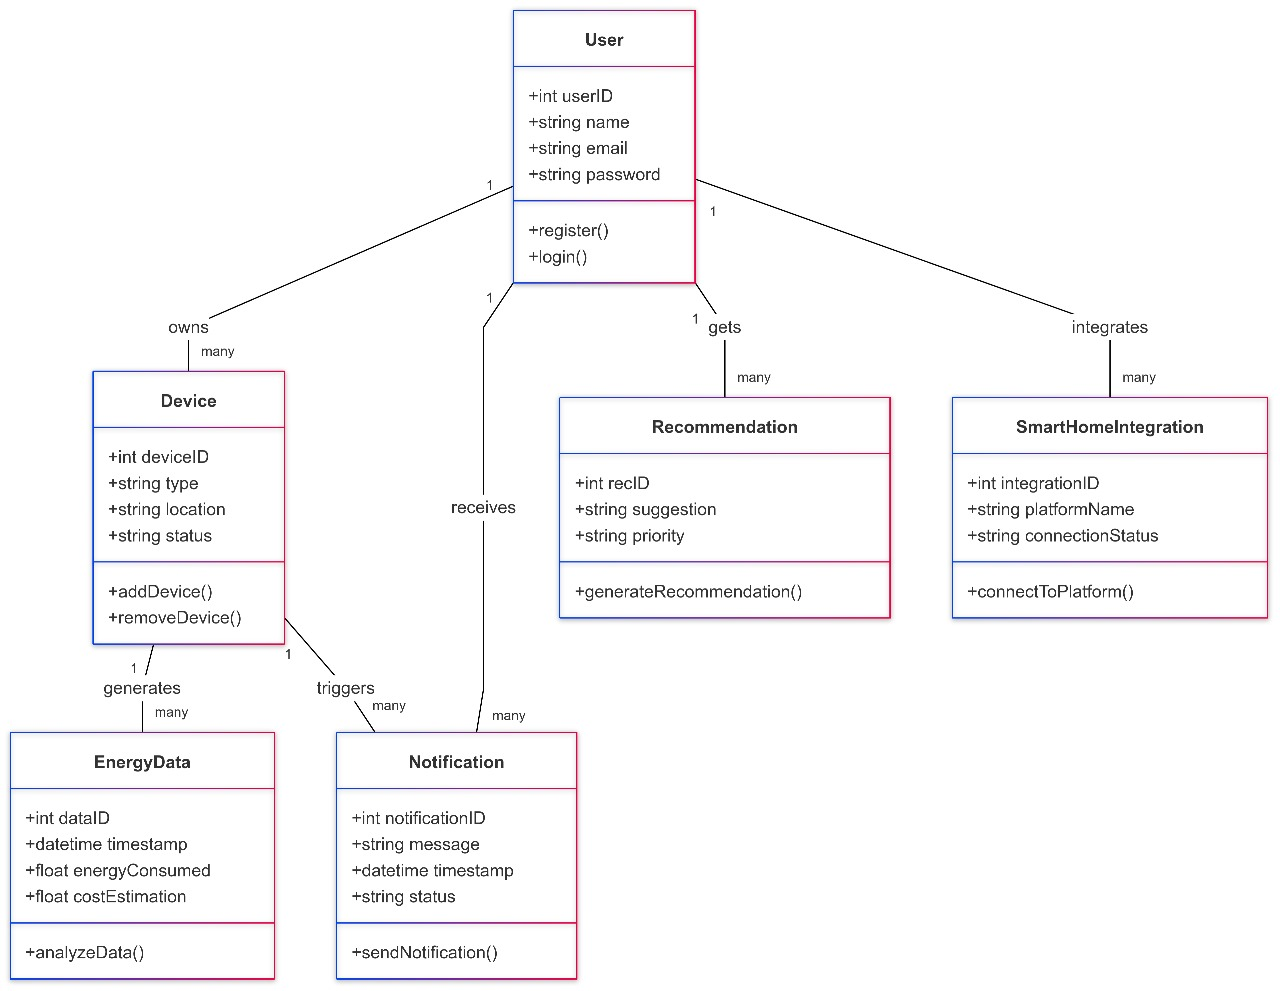 User
+int userID
+string name
+string email
+string password
+register()
+login()
1
1
1
1
owns
many
gets
many
integrates
many
Device
+int deviceID
+string type
+string location
+string status
+addDevice()
+removeDevice()
receives
many
Recommendation
+int recID
+string suggestion
+string priority
+generateRecommendation()
SmartHomeIntegration
+int integrationID
+string platformName
+string connectionStatus
+connectToPlatform()
1
generates
many
1
triggers
many
EnergyData
+int dataID
+datetime timestamp
+float energyConsumed
+float costEstimation
+analyzeData()
Notification
+int notificationID
+string message
+datetime timestamp
+string status
+sendNotification()